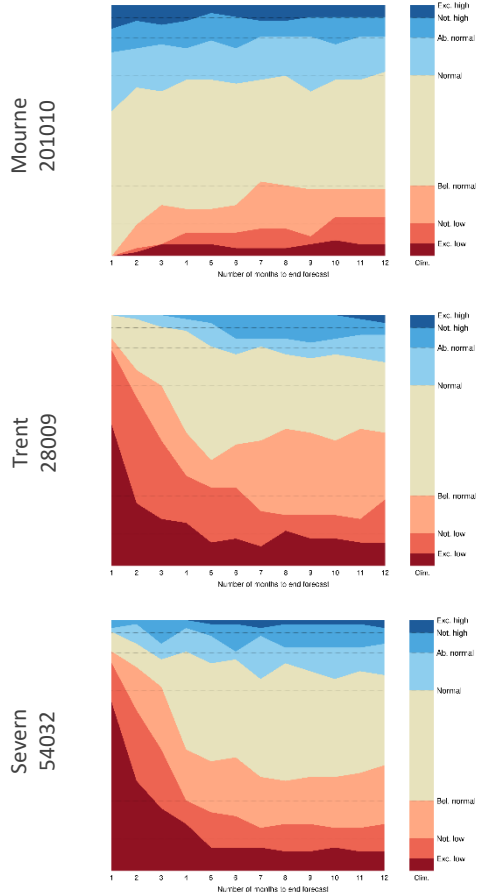 Mourne
201010
Exc. high
Not. high
Ab. normal
Normal
Bel. normal
Not. low
Exc. low
1 2 3 4 5 6 7 8 9 10 11 12 Clim.
Number of months to end forecast
Trent
28009
Exc. high
Not. high
Ab. normal
Normal
Bel. normal
Not. low
Exc. low
1 2 3 4 5 6 7 8 9 10 11 12 Clim.
Number of months to end forecast
Severn
54032
Exc. high
Not. high
Ab. normal
Normal
Bel. normal
Not. low
Exc. low
1 2 3 4 5 6 7 8 9 10 11 12 Clim.
Number of months to end forecast